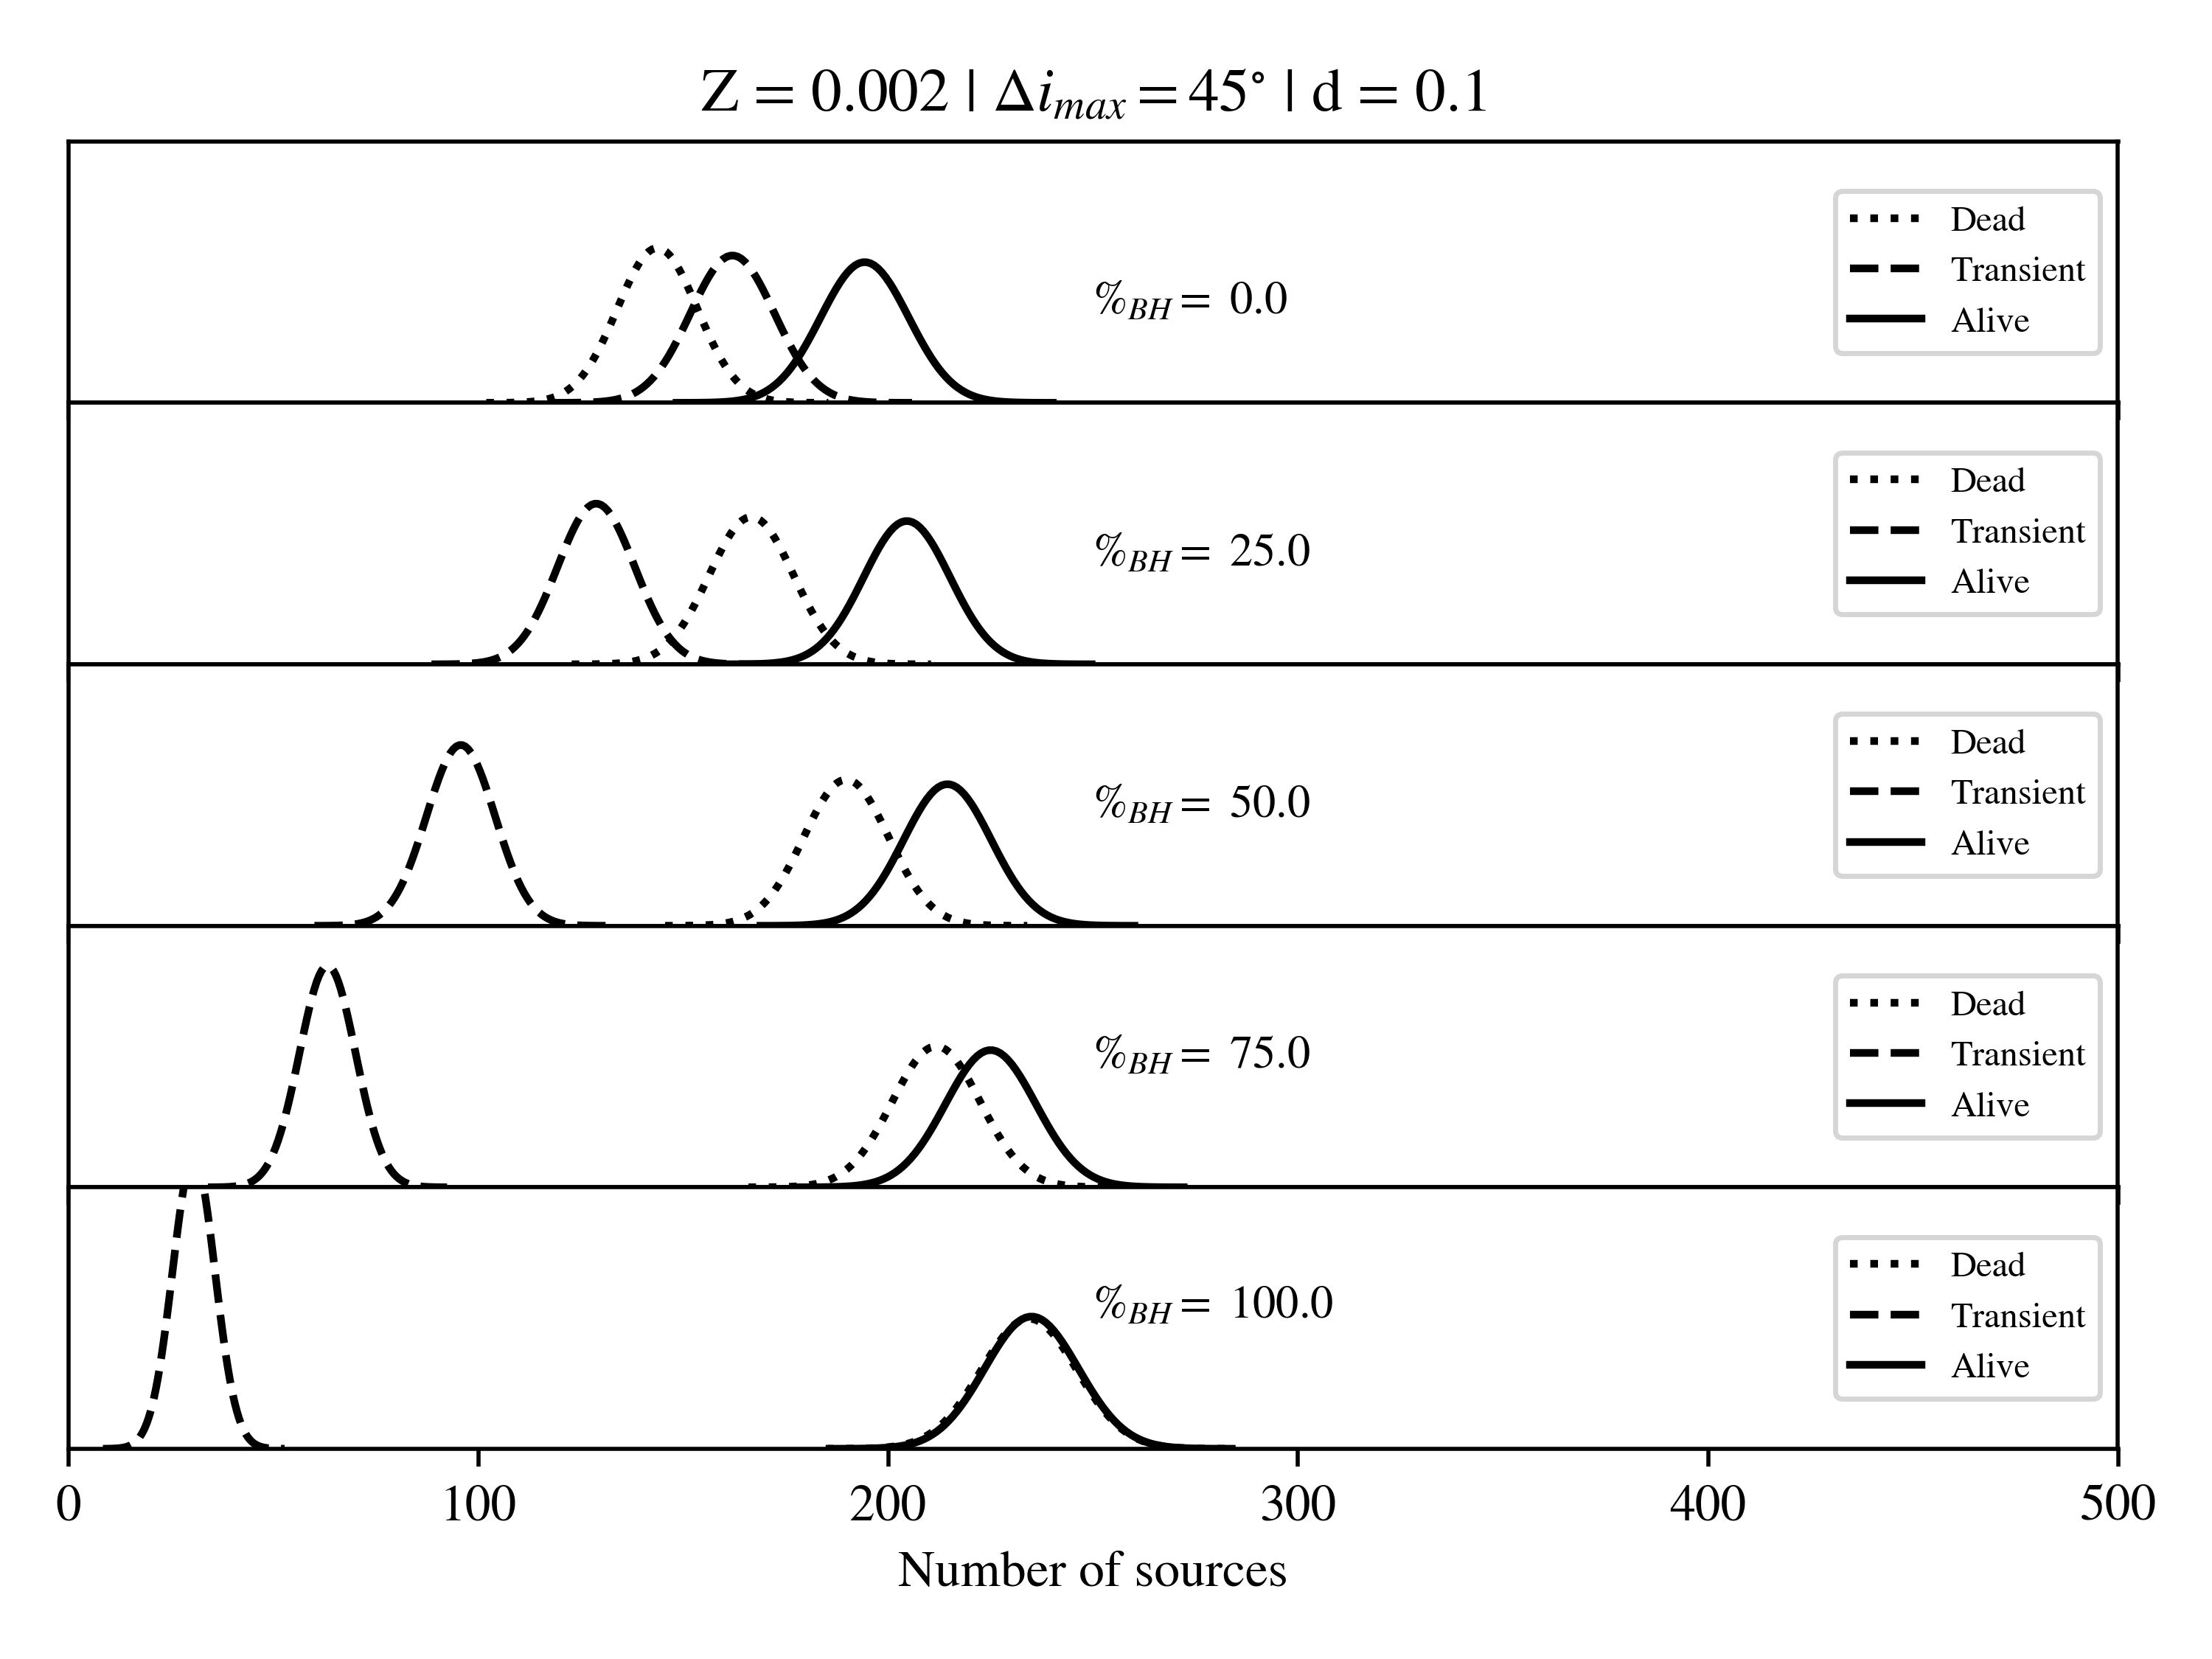 Z = 0.002 | Δi_max = 45° | d = 0.1
%_BH = 0.0
Dead
Transient
Alive
%_BH = 25.0
Dead
Transient
Alive
%_BH = 50.0
Dead
Transient
Alive
%_BH = 75.0
Dead
Transient
Alive
%_BH = 100.0
Dead
Transient
Alive
0 100 200 300 400 500
Number of sources